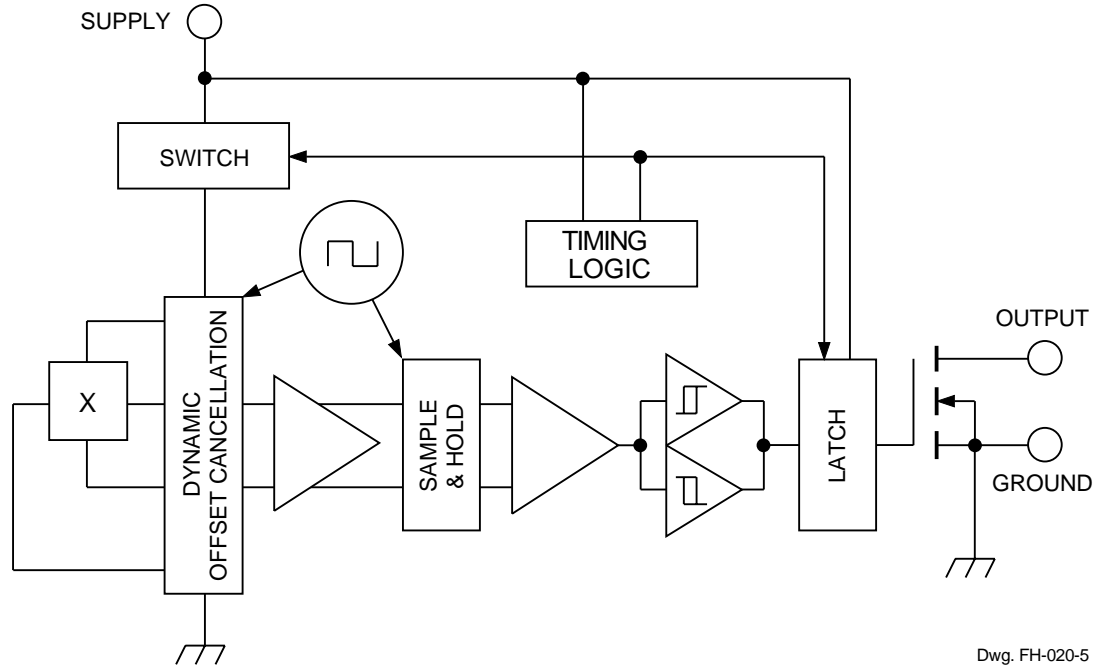 SUPPLY
SWITCH
TIMING
LOGIC
X
DYNAMIC
OFFSET CANCELLATION
SAMPLE
& HOLD
LATCH
OUTPUT
GROUND
Dwg. FH-020-5